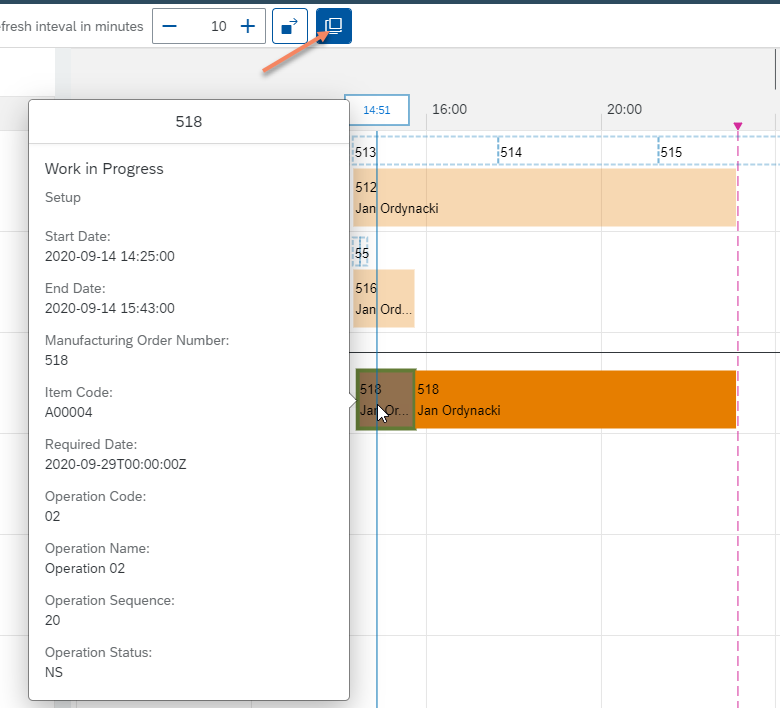 fresh inteval in minutes
10
14:51
16:00
20:00
518
Work in Progress
Setup
Start Date:
2020-09-14 14:25:00
End Date:
2020-09-14 15:43:00
Manufacturing Order Number:
518
Item Code:
A00004
Required Date:
2020-09-29T00:00:00Z
Operation Code:
02
Operation Name:
Operation 02
Operation Sequence:
20
Operation Status:
NS
513
514
515
512
Jan Ordynacki
55
516
Jan Ord...
518
Jan Or...
518
Jan Ordynacki